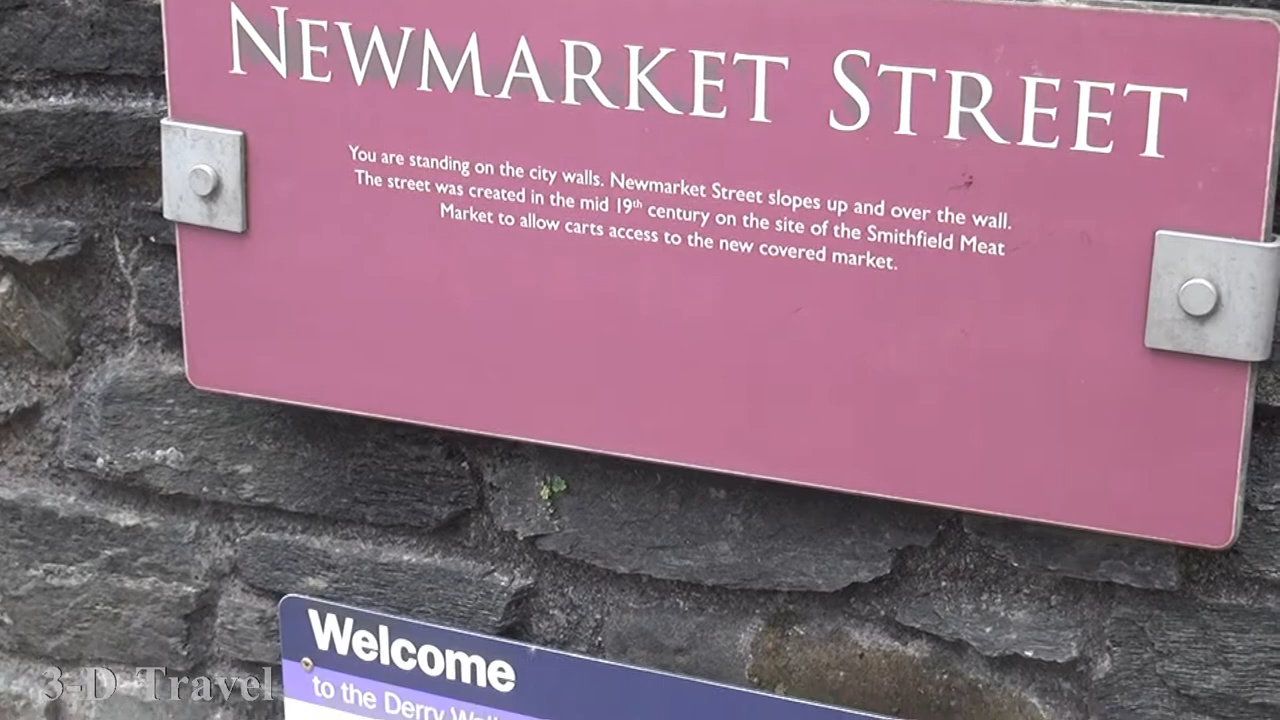 NEWMARKET STREET
You are standing on the city walls. Newmarket Street slopes up and over the wall.
The street was created in the mid 19th century on the site of the Smithfield Meat
Market to allow carts access to the new covered market.
Welcome
to the Derry
3-D Travel